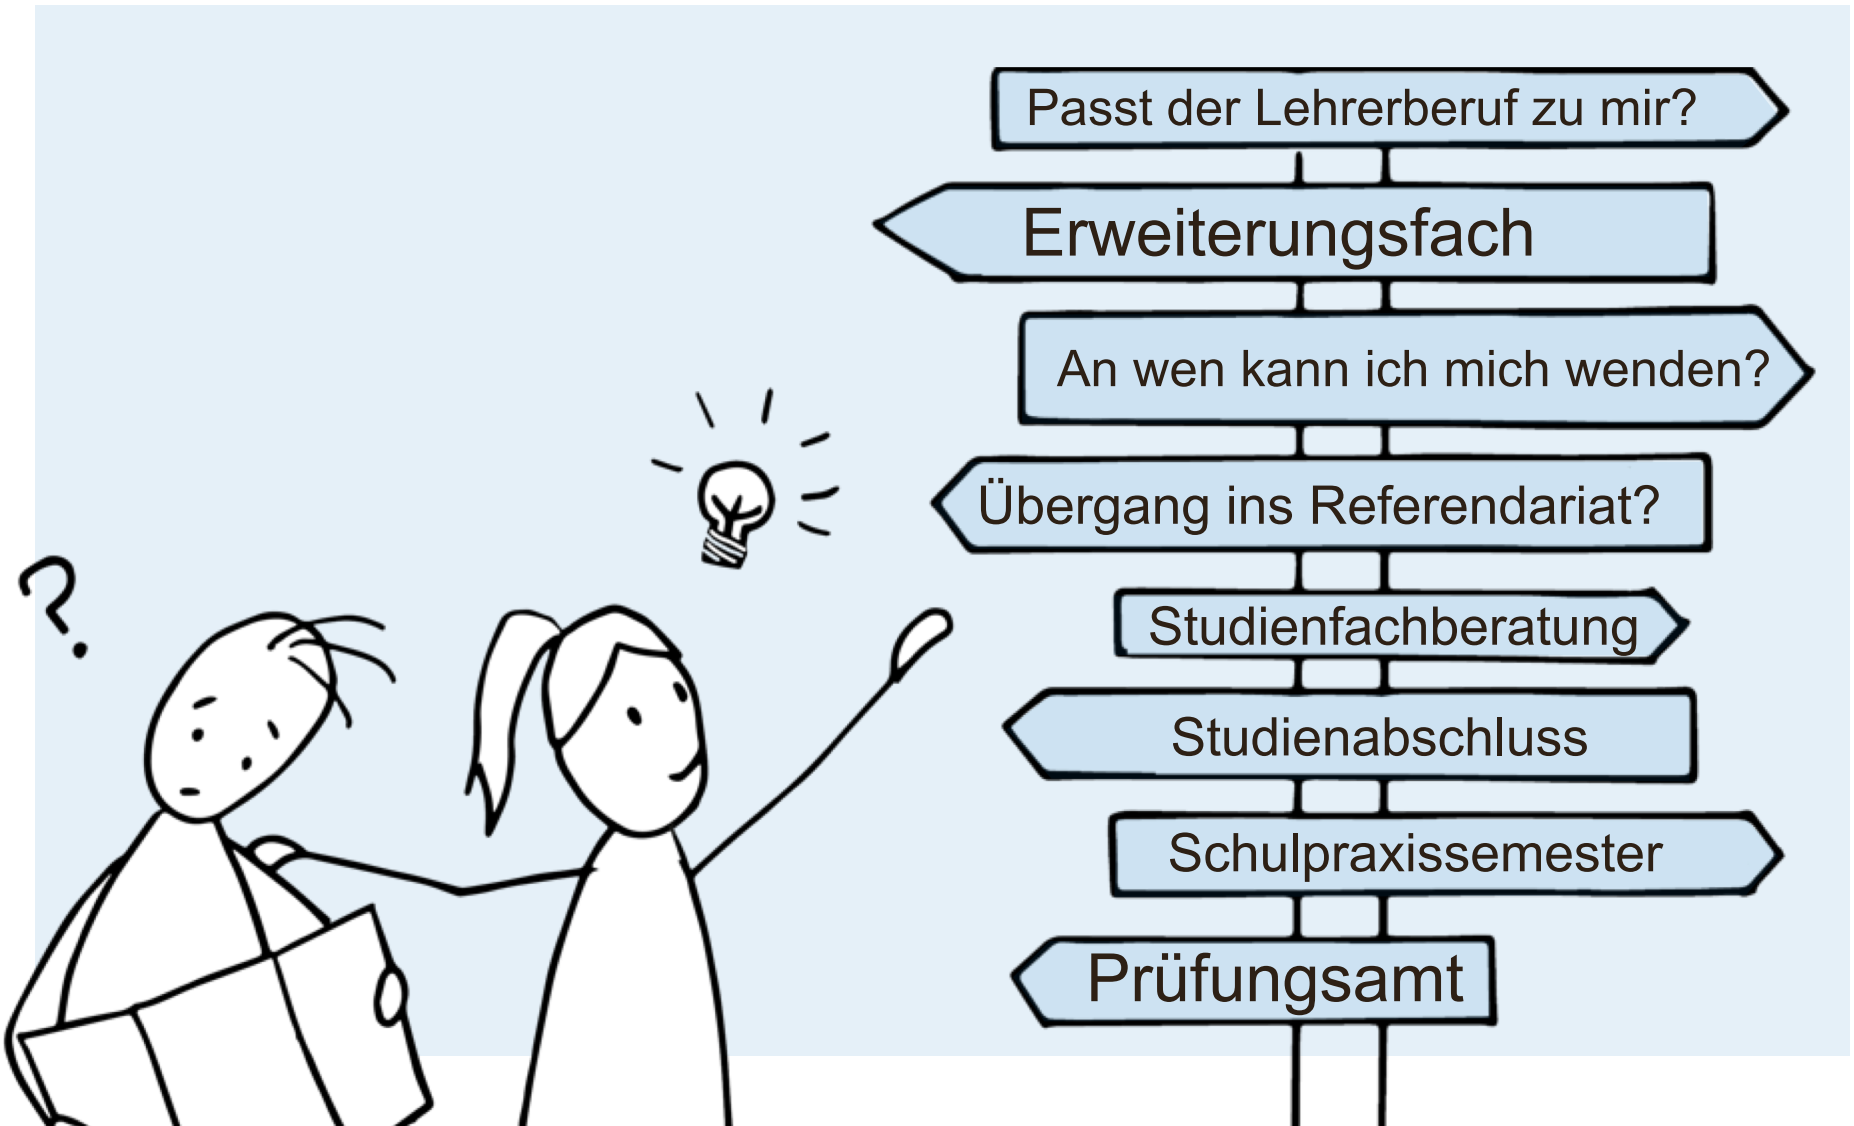 Passt der Lehrerberuf zu mir?
Erweiterungsfach
An wen kann ich mich wenden?
Übergang ins Referendariat?
Studienfachberatung
Studienabschluss
Schulpraxissemester
Prüfungsamt
?